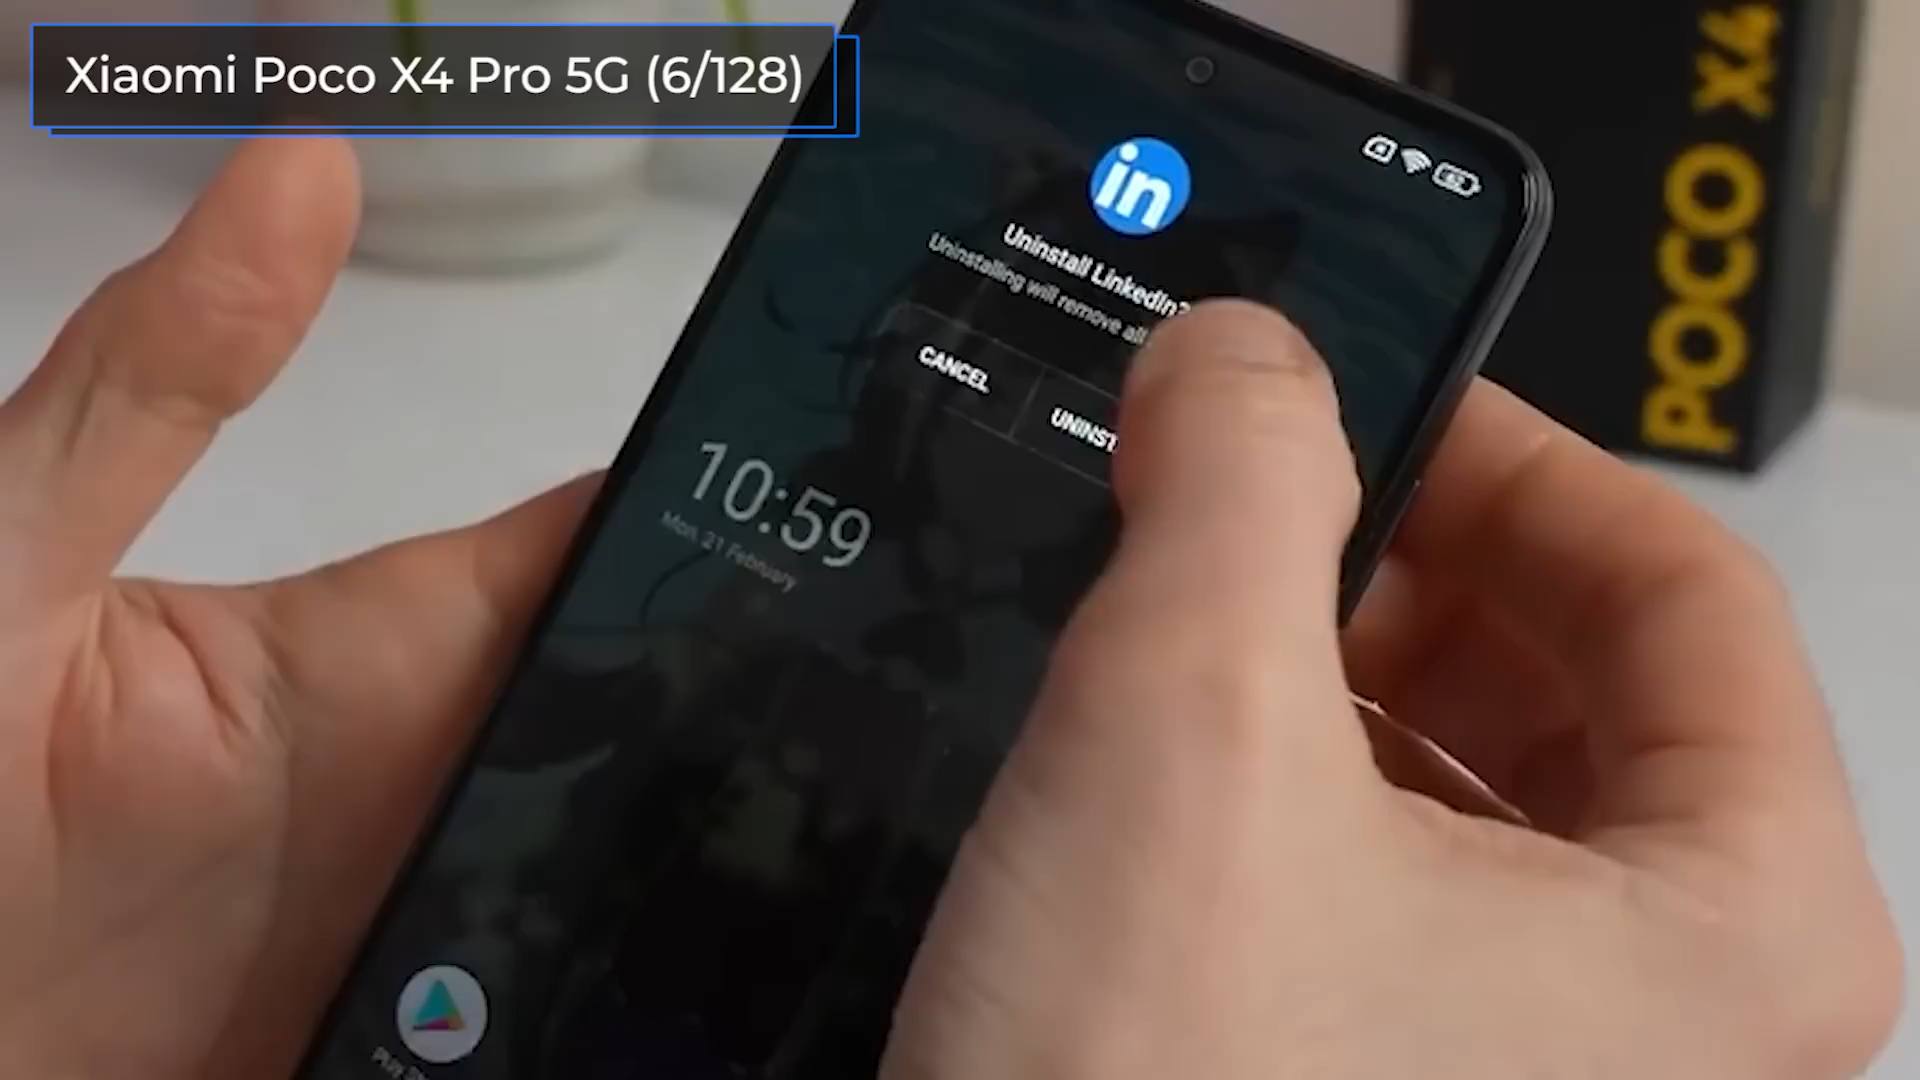 Xiaomi Poco X4 Pro 5G (6/128)
POCO X4
in
Uninstall LinkedIn?
Uninstalling will remove all
CANCEL
10:59
Mon, 21 February